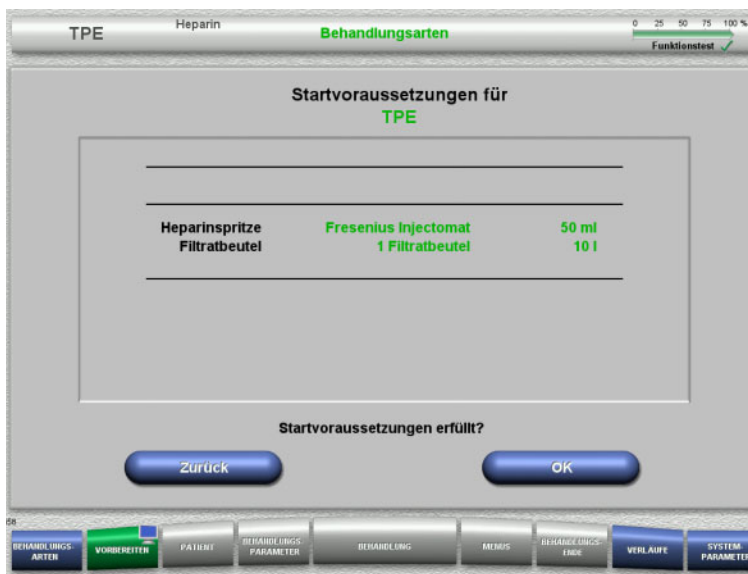 TPE
Heparin
Behandlungsarten
0 25 50 75 100 %
Funktionstest
Startvoraussetzungen für
TPE
Heparinspritze Fresenius Injectomat 50 ml
Filtratbeutel 1 Filtratbeutel 10 l
Startvoraussetzungen erfüllt?
Zurück
OK
BEHANDLUNGS-
ARTEN
VORBEREITEN
PATIENT
BEHANDLUNGS-
PARAMETER
BEHANDLUNG
MENUS
BEHANDLUNGS-
ENDE
VERLÄUFE
SYSTEM-
PARAMETER